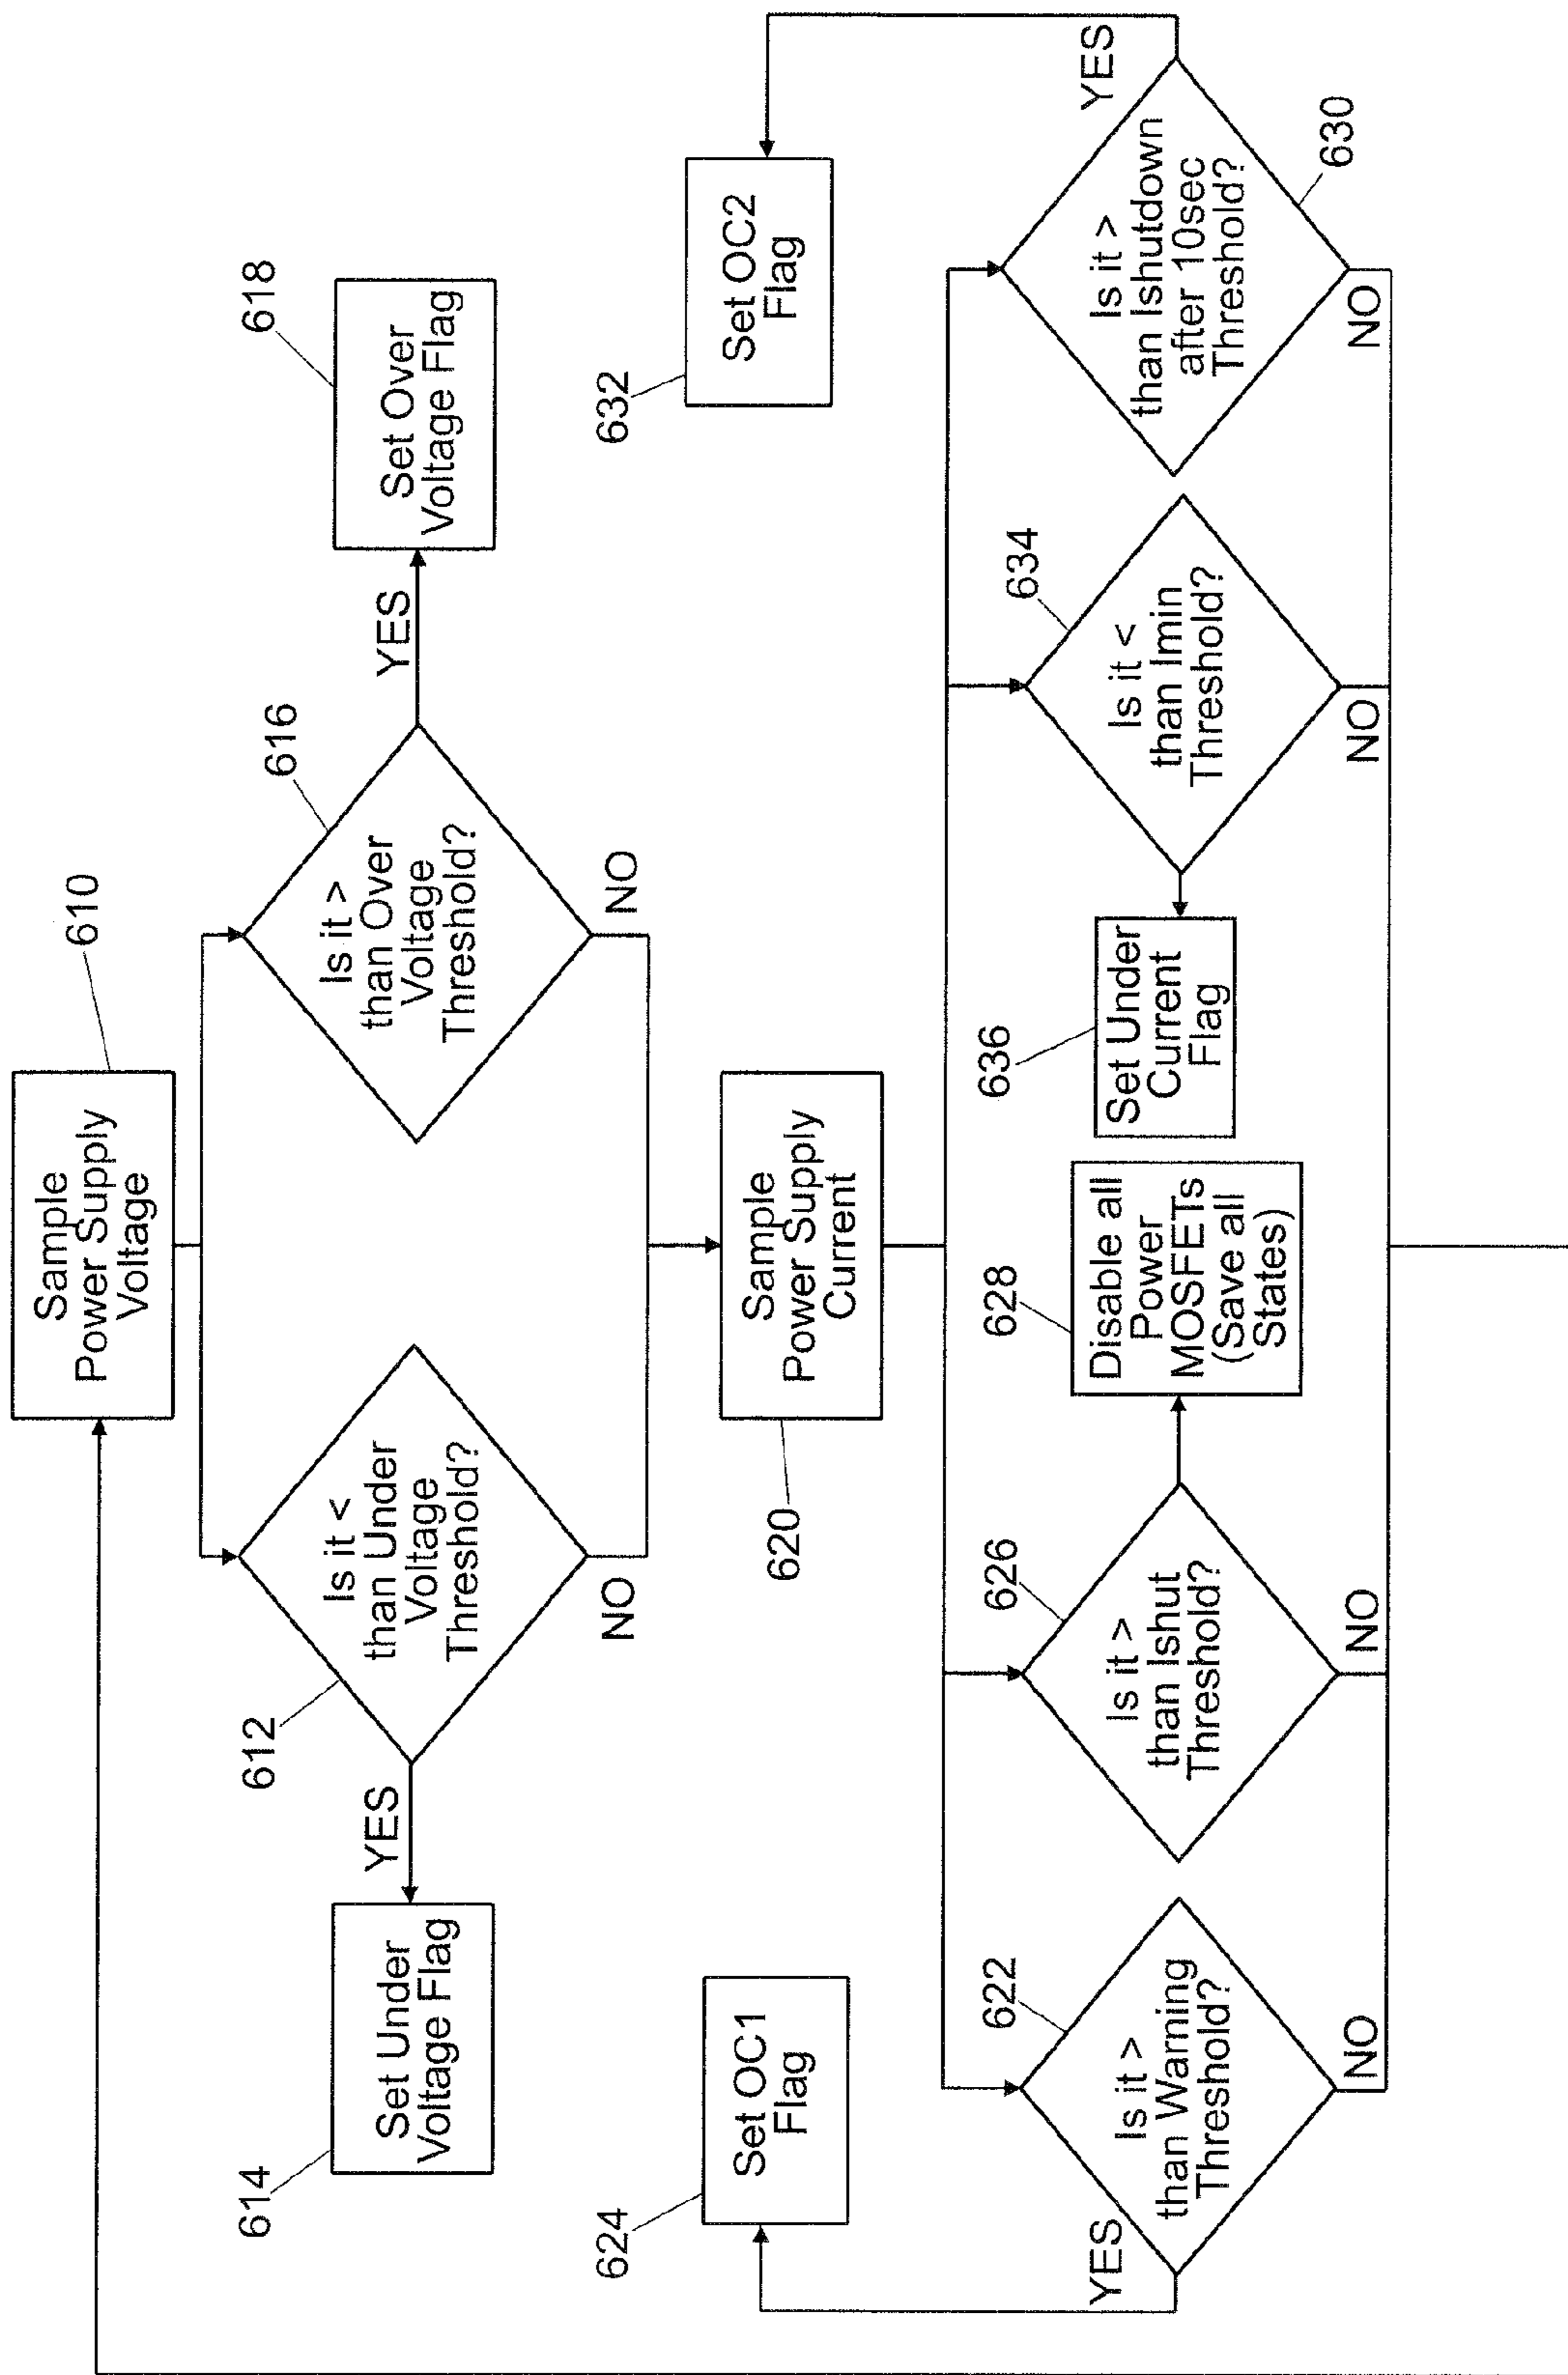 610
Sample
Power Supply
Voltage
612
Is it <
than Under
Voltage
Threshold?
YES
NO
614
Set Under
Voltage Flag
616
Is it >
than Over
Voltage
Threshold?
YES
NO
618
Set Over
Voltage Flag
620
Sample
Power Supply
Current
624
Set OC1
Flag
622
Is it >
than Warning
Threshold?
YES
NO
626
Is it >
than Ishut
Threshold?
NO
628
Disable all
Power
MOSFETs
(Save all
States)
636
Set Under
Current
Flag
634
Is it <
than Imin
Threshold?
NO
632
Set OC2
Flag
630
Is it >
than Ishutdown
after 10sec
Threshold?
YES
NO